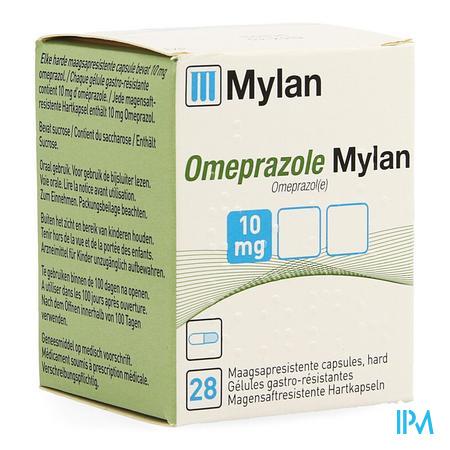 Elke harde maagsapresistente capsule bevat 10 mg
omeprazol. / Chaque gélule gastro-résistante
contient 10 mg d'oméprazole. / Jede magensaft-
resistente Hartkapsel enthält 10 mg Omeprazol.
Bevat sucrose / Contient du saccharose / Enthält
Sucrose.
Oraal gebruik. Voor gebruik de bijsluiter lezen.
Voie orale. Lire la notice avant utilisation.
Zum Einnehmen. Packungsbeilage beachten.
Buiten het zicht en bereik van kinderen houden.
Tenir hors de la vue et de la portée des enfants.
Arzneimittel für Kinder unzugänglich aufbewahren.
Te gebruiken binnen de 100 dagen na openen.
A utiliser dans les 100 jours après ouverture.
Nach dem Öffnen innerhalb von 100 Tagen
verwenden.
Geneesmiddel op medisch voorschrift.
Médicament soumis à prescription médicale.
Verschreibungspflichtig.
Mylan
Omeprazole Mylan
Omeprazol(e)
10
mg
28
Maagsapresistente capsules, hard
Gélules gastro-résistantes
Magensaftresistente Hartkapseln
IPM